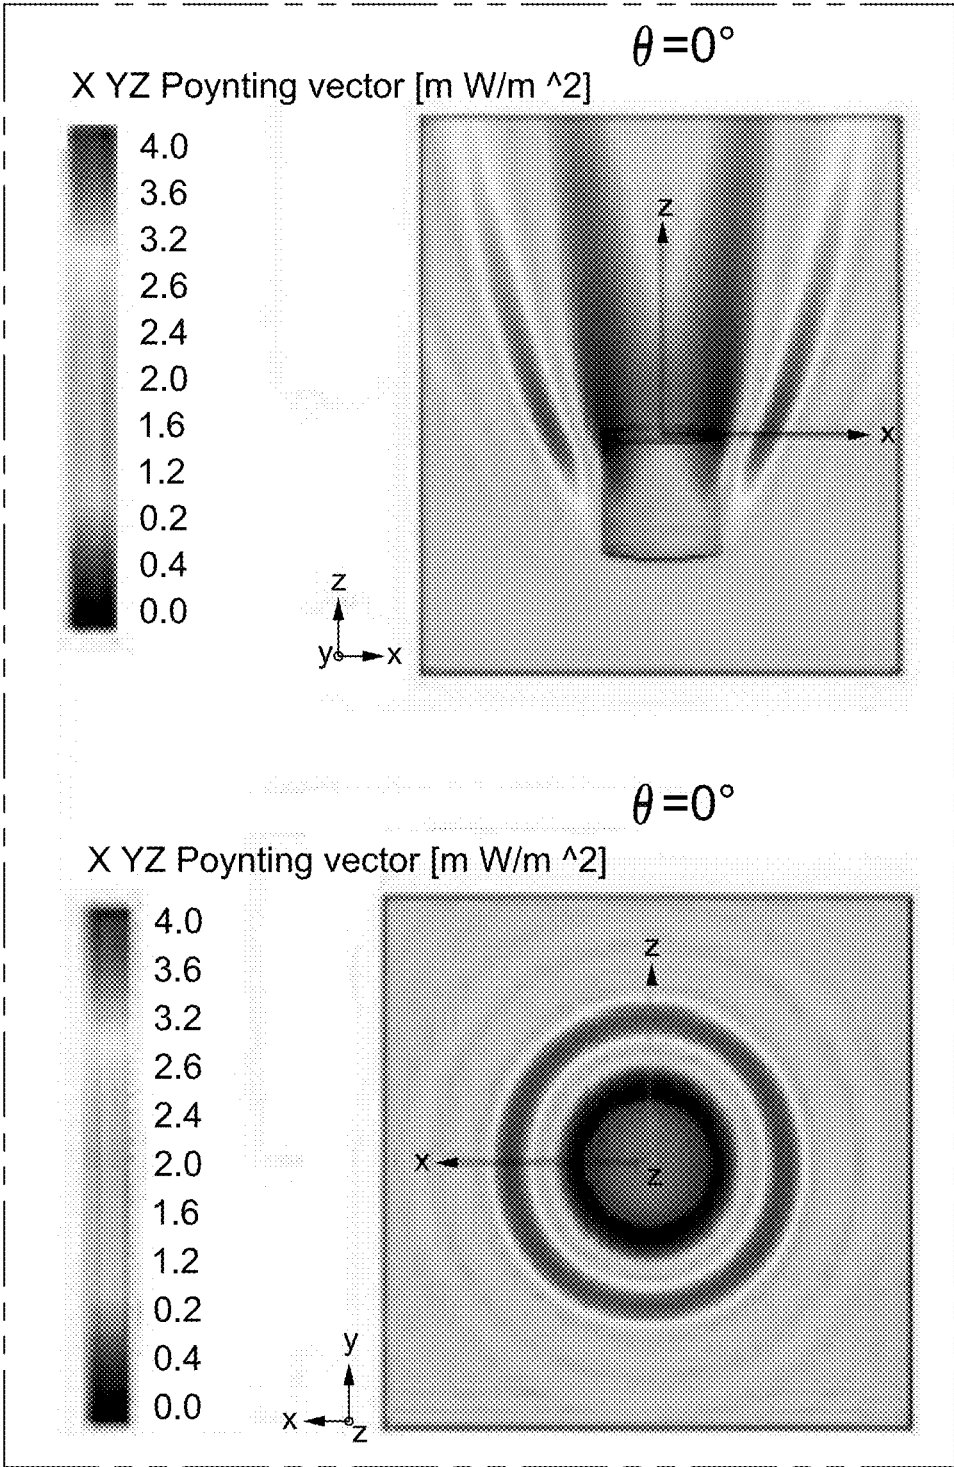 θ=0°
X YZ Poynting vector [m W/m ^2]
4.0
3.6
3.2
2.6
2.4
2.0
1.6
1.2
0.2
0.4
0.0
z
x
z
y
x
θ=0°
X YZ Poynting vector [m W/m ^2]
4.0
3.6
3.2
2.6
2.4
2.0
1.6
1.2
0.2
0.4
0.0
z
x
z
y
x
z